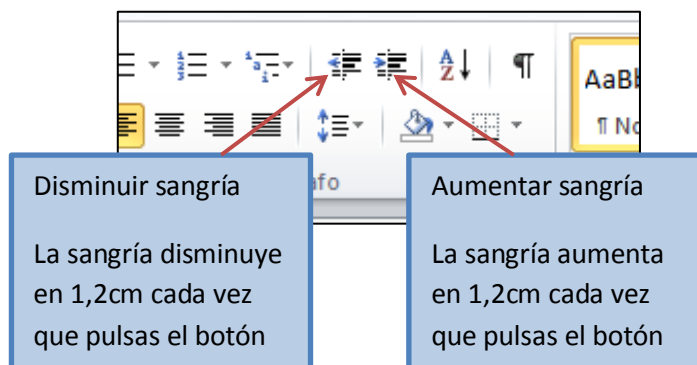 AaBb
¶ No
afo
Disminuir sangría
La sangría disminuye
en 1,2cm cada vez
que pulsas el botón
Aumentar sangría
La sangría aumenta
en 1,2cm cada vez
que pulsas el botón